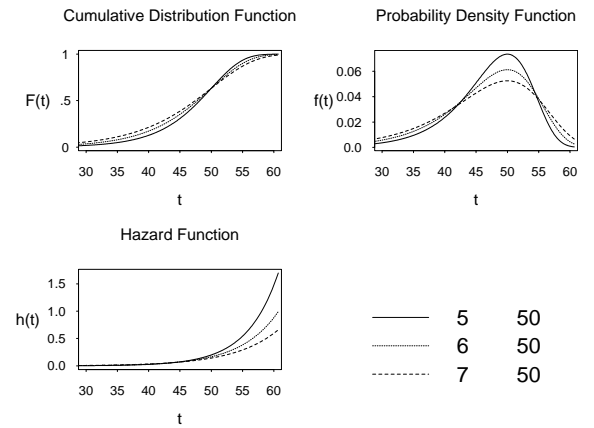 Cumulative Distribution Function
1
.5
0
F(t)
30 35 40 45 50 55 60
t
Probability Density Function
0.06
0.04
0.02
0.0
f(t)
30 35 40 45 50 55 60
t
Hazard Function
1.5
1.0
0.5
0.0
h(t)
30 35 40 45 50 55 60
t
5 50
6 50
7 50